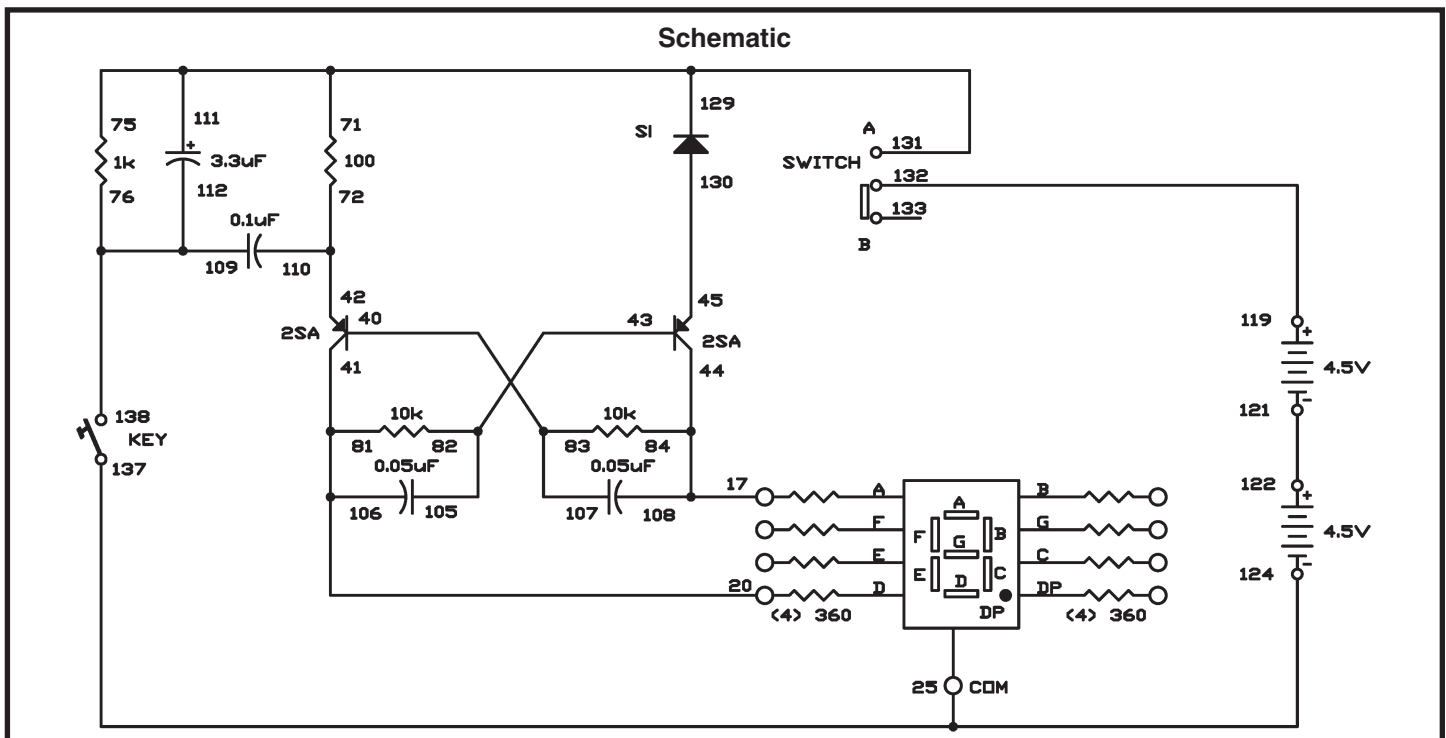 Schematic
129
75 111 71 SI A
131
1k + 3.3uF 100 SWITCH
76 112 72 130 132
0.1uF 133
B
109 110
42 45
40 43 119 +
2SA 2SA 4.5V
41 44 -
121
138 10k 10k
KEY 81 82 83 84
137 0.05uF 0.05uF
17 A A B 122 +
106 105 107 108
F F G B G 4.5V
E E D C C -
20 D DP 124
(4) 360 DP (4) 360
25 COM